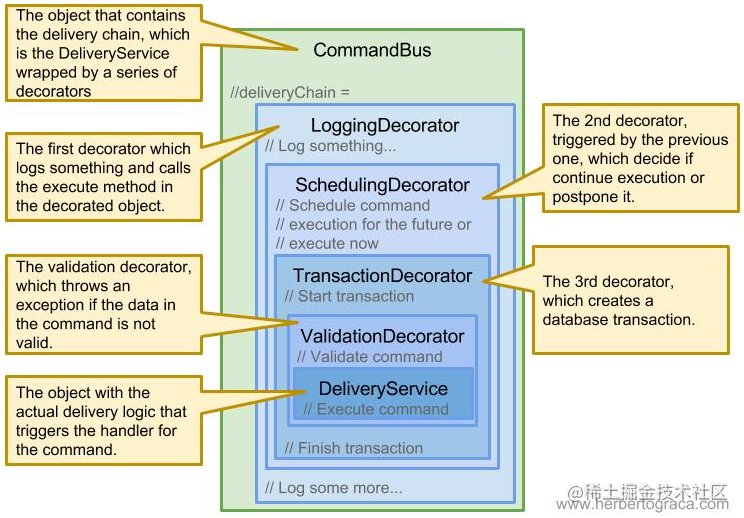 The object that contains
the delivery chain, which
is the DeliveryService
wrapped by a series of
decorators
CommandBus
//deliveryChain =
LoggingDecorator
// Log something...
The first decorator which
logs something and calls
the execute method in
the decorated object.
The 2nd decorator,
triggered by the previous
one, which decide if
continue execution or
postpone it.
SchedulingDecorator
// Schedule command
// execution for the future or
// execute now
The validation decorator,
which throws an
exception if the data in
the command is not
valid.
TransactionDecorator
// Start transaction
The 3rd decorator,
which creates a
database transaction.
ValidationDecorator
// Validate command
The object with the
actual delivery logic that
triggers the handler for
the command.
DeliveryService
// Execute command
// Finish transaction
// Log some more...
@稀土掘金技术社区
www.herbertograca.com